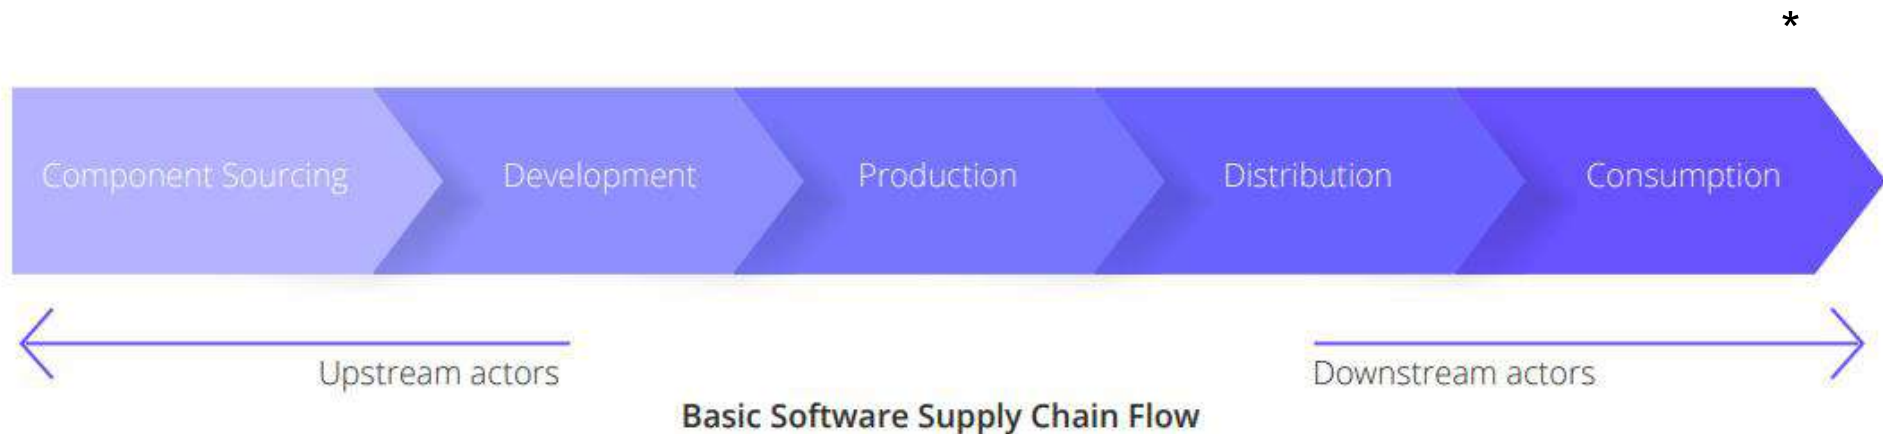 *
Component Sourcing
Development
Production
Distribution
Consumption
Upstream actors
Downstream actors
Basic Software Supply Chain Flow